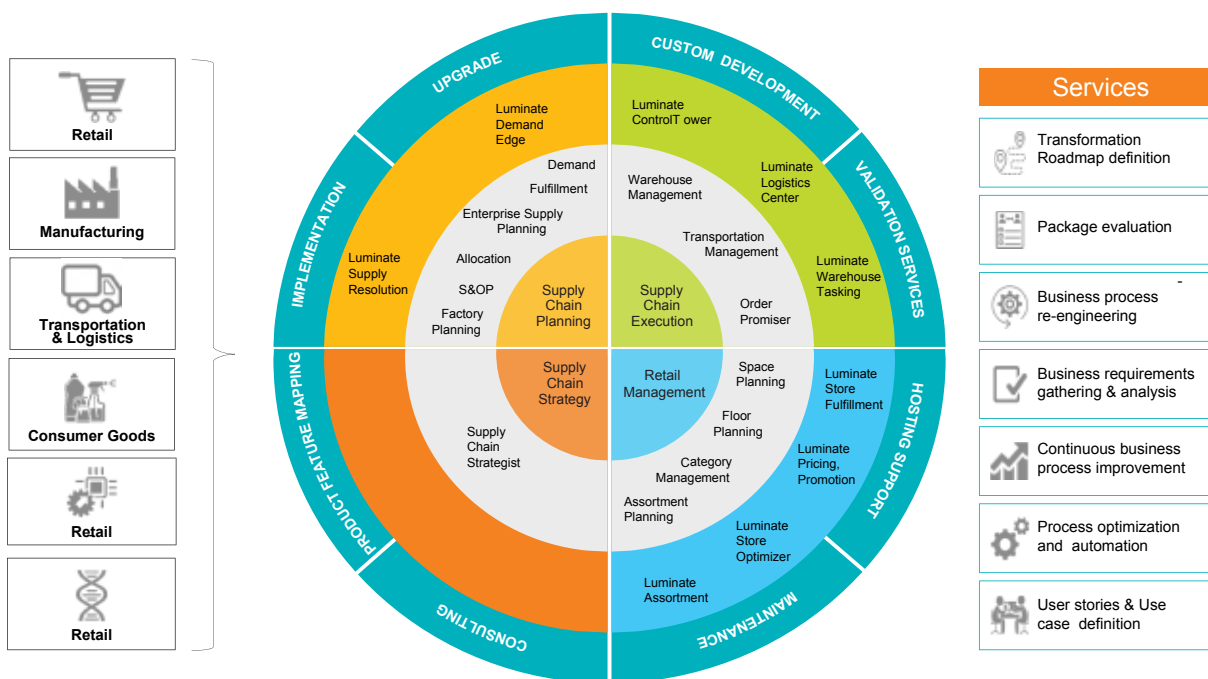 Retail
Manufacturing
Transportation
& Logistics
Consumer Goods
Retail
Retail
IMPLEMENTATION
UPGRADE
CUSTOM DEVELOPMENT
VALIDATION SERVICES
HOSTING SUPPORT
MAINTENANCE
CONSULTING
PRODUCT FEATURE MAPPING
Luminate
Demand
Edge
Luminate
Supply
Resolution
Demand
Fulfillment
Enterprise Supply
Planning
Allocation
S&OP
Factory
Planning
Supply
Chain
Planning
Luminate
ControlT ower
Luminate
Logistics
Center
Luminate
Warehouse
Tasking
Warehouse
Management
Transportation
Management
Order
Promiser
Supply
Chain
Execution
Supply
Chain
Strategy
Supply
Chain
Strategist
Retail
Management
Space
Planning
Floor
Planning
Category
Management
Assortment
Planning
Luminate
Store
Fulfillment
Luminate
Pricing,
Promotion
Luminate
Store
Optimizer
Luminate
Assortment
Services
Transformation
Roadmap definition
Package evaluation
-
Business process
re-engineering
Business requirements
gathering & analysis
Continuous business
process improvement
Process optimization
and automation
User stories & Use
case definition